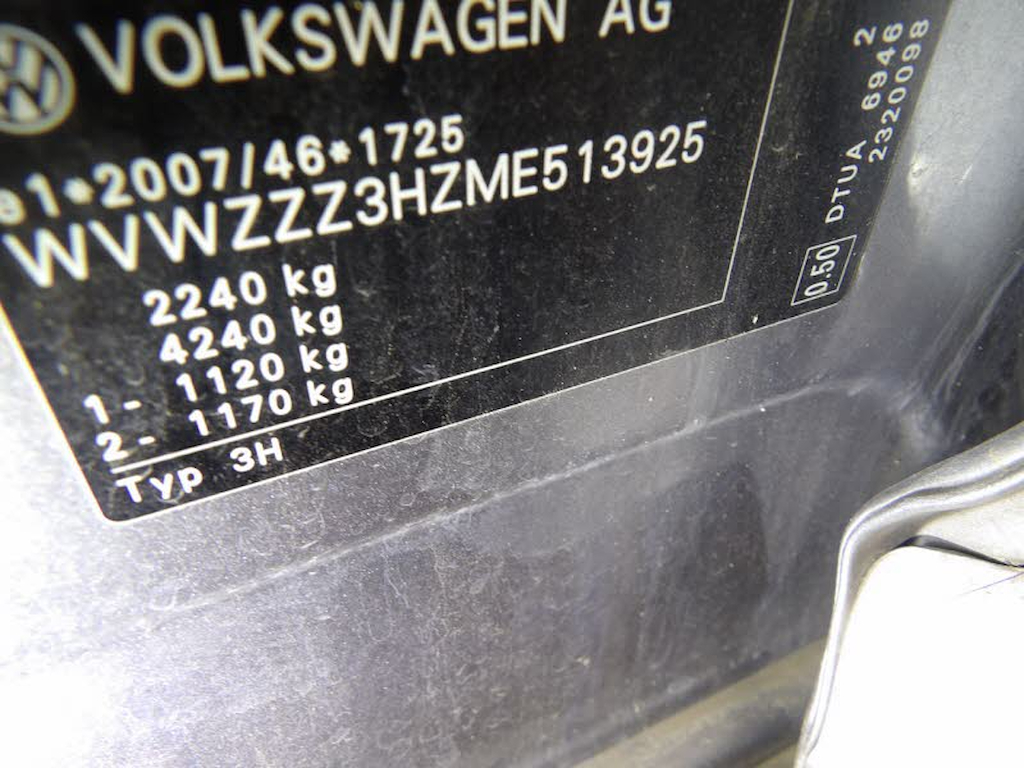 VOLKSWAGEN AG
e1*2007/46*1725
WVWZZZ3HZME513925
2240 kg
4240 kg
1- 1120 kg
2- 1170 kg
Typ 3H
0.50 DTUA 6946 2
2320098